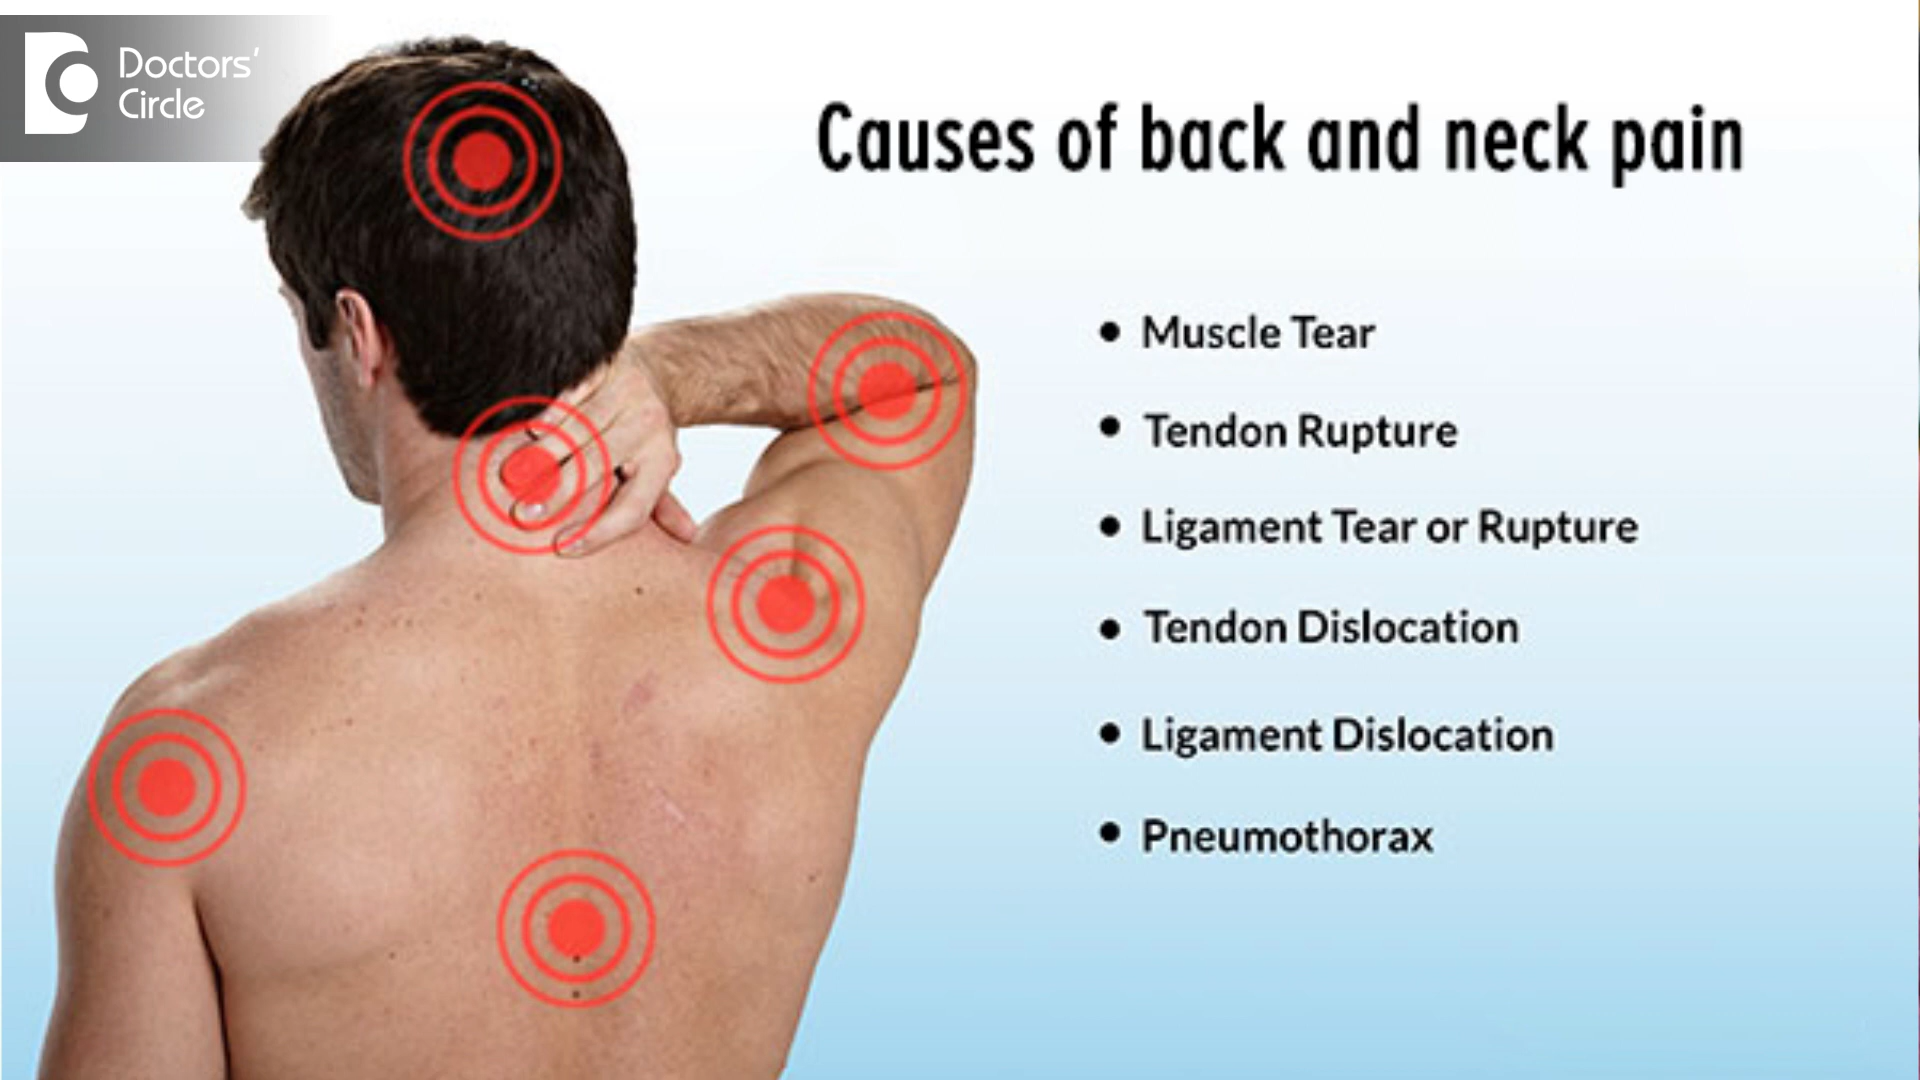 Doctors'
Circle
Causes of back and neck pain
• Muscle Tear
• Tendon Rupture
• Ligament Tear or Rupture
• Tendon Dislocation
• Ligament Dislocation
• Pneumothorax